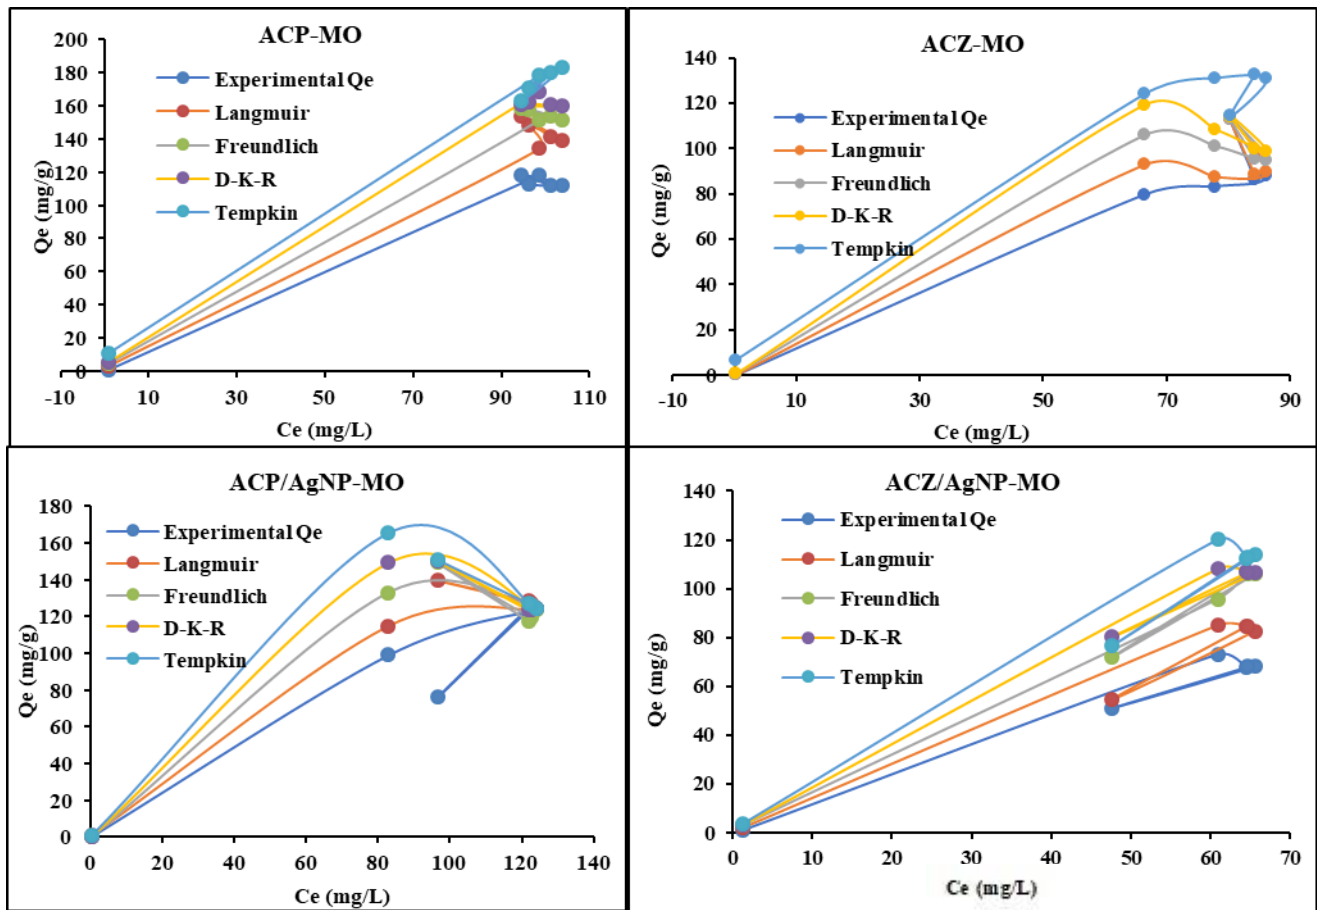 ACP-MO
200
180
160
140
120
100
80
60
40
20
0
Qe (mg/g)
Experimental Qe
Langmuir
Freundlich
D-K-R
Tempkin
-10
10
30
50
70
90
110
Ce (mg/L)
ACZ-MO
140
120
100
80
60
40
20
0
Qe (mg/g)
Experimental Qe
Langmuir
Freundlich
D-K-R
Tempkin
-10
10
30
50
70
90
Ce (mg/L)
ACP/AgNP-MO
180
160
140
120
100
80
60
40
20
0
Qe (mg/g)
Experimental Qe
Langmuir
Freundlich
D-K-R
Tempkin
0
20
40
60
80
100
120
140
Ce (mg/L)
ACZ/AgNP-MO
140
120
100
80
60
40
20
0
Qe (mg/g)
Experimental Qe
Langmuir
Freundlich
D-K-R
Tempkin
0
10
20
30
40
50
60
70
Ce (mg/L)